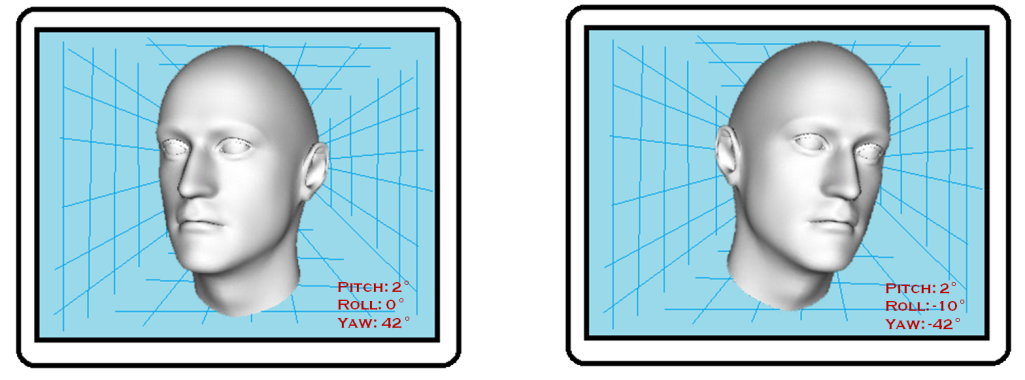 Pitch: 2°
Roll: 0°
Yaw: 42°
Pitch: 2°
Roll: -10°
Yaw: -42°